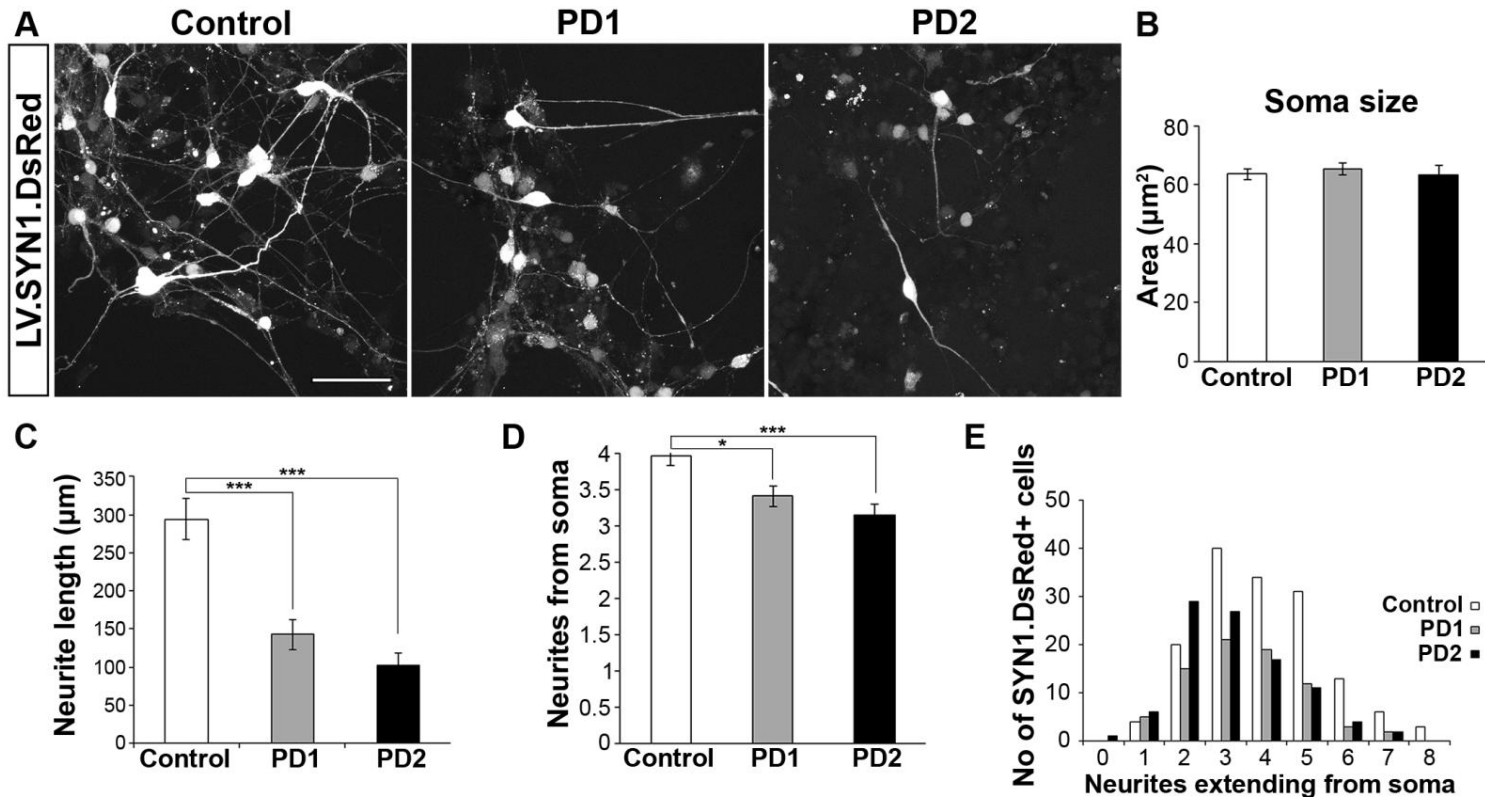 A
Control
PD1
PD2
LV.SYN1.DsRed
B
Soma size
Area (µm²)
80
60
40
20
0
Control
PD1
PD2
C
Neurite length (µm)
350
300
250
200
150
100
50
0
***
***
Control
PD1
PD2
D
Neurites from soma
4
3.5
3
2.5
2
1.5
1
0.5
0
***
*
Control
PD1
PD2
E
No of SYN1.DsRed+ cells
50
40
30
20
10
0
0 1 2 3 4 5 6 7 8
Neurites extending from soma
Control
PD1
PD2